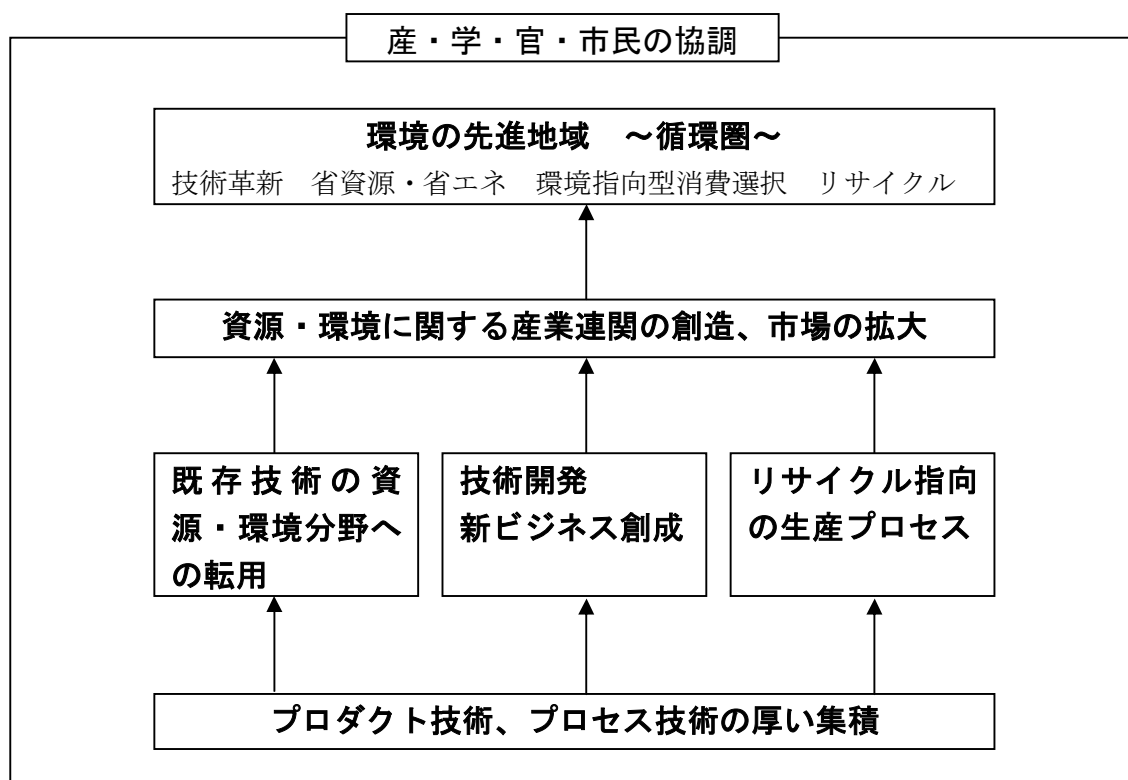 産・学・官・市民の協調
環境の先進地域　～循環圏～
技術革新　省資源・省エネ　環境指向型消費選択　リサイクル
資源・環境に関する産業連関の創造、市場の拡大
既存技術の資
源・環境分野へ
の転用
技術開発
新ビジネス創成
リサイクル指向
の生産プロセス
プロダクト技術、プロセス技術の厚い集積